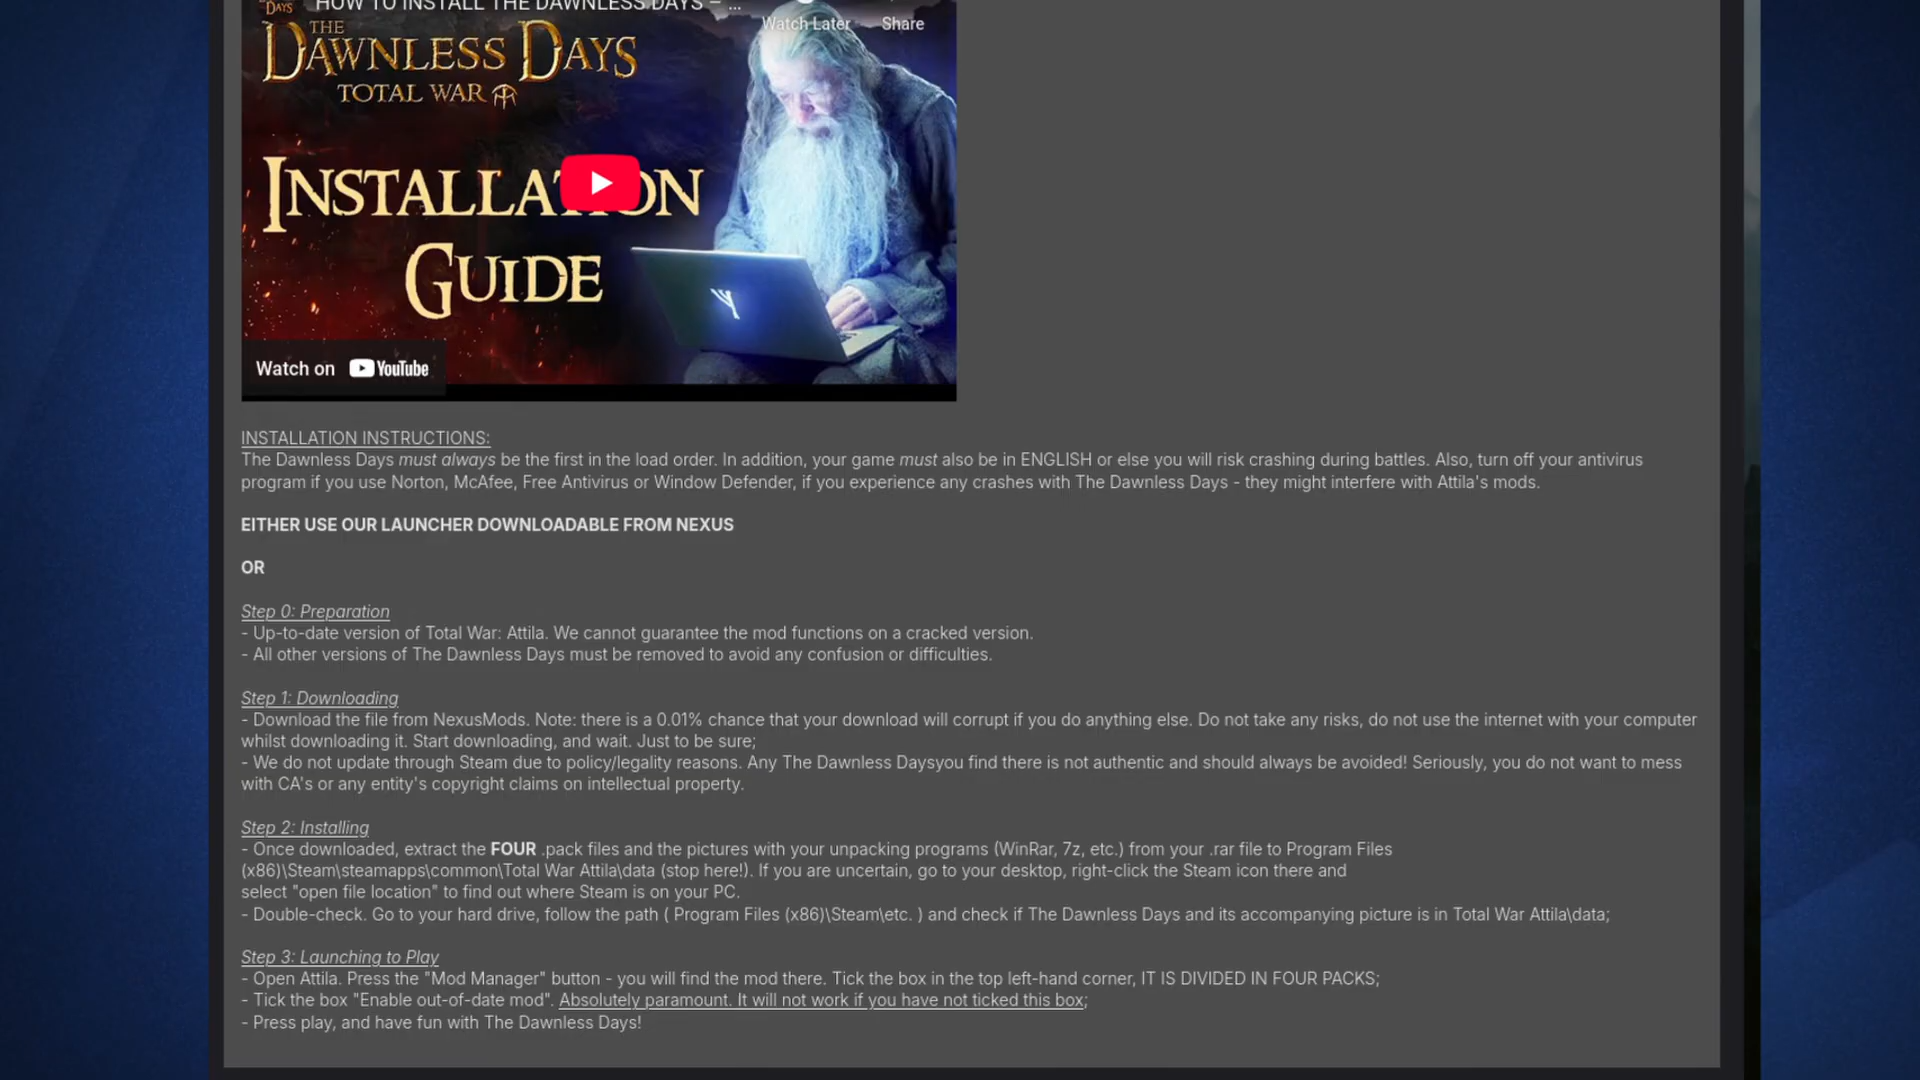 DAYS
HOW TO INSTALL THE DAWNLESS DAYS – ...
Watch Later
Share
THE
DAWNLESS DAYS
TOTAL WAR
INSTALLATION
GUIDE
Watch on YouTube
INSTALLATION INSTRUCTIONS:
The Dawnless Days must always be the first in the load order. In addition, your game must also be in ENGLISH or else you will risk crashing during battles. Also, turn off your antivirus
program if you use Norton, McAfee, Free Antivirus or Window Defender, if you experience any crashes with The Dawnless Days - they might interfere with Attila's mods.
EITHER USE OUR LAUNCHER DOWNLOADABLE FROM NEXUS
OR
Step 0: Preparation
- Up-to-date version of Total War: Attila. We cannot guarantee the mod functions on a cracked version.
- All other versions of The Dawnless Days must be removed to avoid any confusion or difficulties.
Step 1: Downloading
- Download the file from NexusMods. Note: there is a 0.01% chance that your download will corrupt if you do anything else. Do not take any risks, do not use the internet with your computer
whilst downloading it. Start downloading, and wait. Just to be sure;
- We do not update through Steam due to policy/legality reasons. Any The Dawnless Daysyou find there is not authentic and should always be avoided! Seriously, you do not want to mess
with CA's or any entity's copyright claims on intellectual property.
Step 2: Installing
- Once downloaded, extract the FOUR .pack files and the pictures with your unpacking programs (WinRar, 7z, etc.) from your .rar file to Program Files
(x86)\Steam\steamapps\common\Total War Attila\data (stop here!). If you are uncertain, go to your desktop, right-click the Steam icon there and
select "open file location" to find out where Steam is on your PC.
- Double-check. Go to your hard drive, follow the path ( Program Files (x86)\Steam\etc. ) and check if The Dawnless Days and its accompanying picture is in Total War Attila\data;
Step 3: Launching to Play
- Open Attila. Press the "Mod Manager" button - you will find the mod there. Tick the box in the top left-hand corner, IT IS DIVIDED IN FOUR PACKS;
- Tick the box "Enable out-of-date mod". Absolutely paramount. It will not work if you have not ticked this box;
- Press play, and have fun with The Dawnless Days!